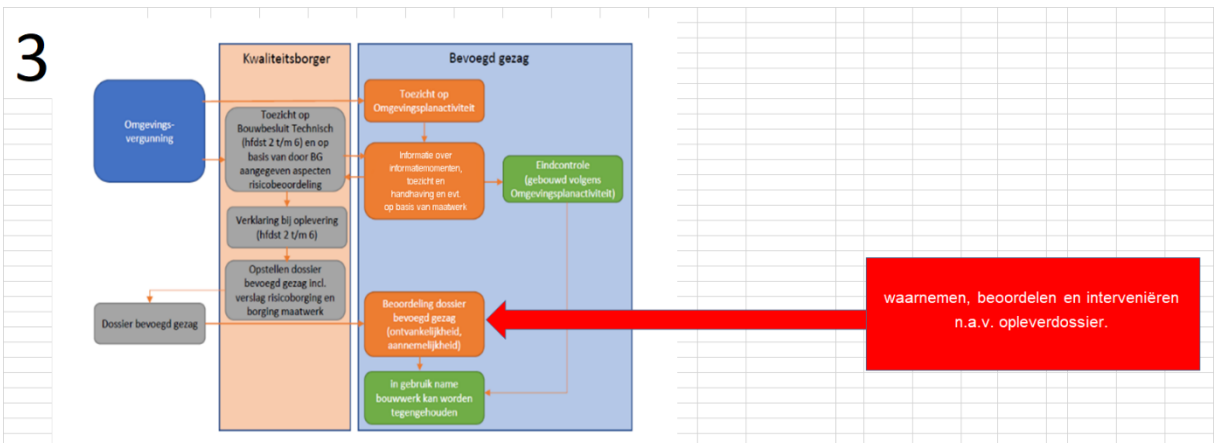 3
Kwaliteitsborger
Bevoegd gezag
Omgevings-
vergunning
Toezicht op
Bouwbesluit Technisch
(hfdst 2 t/m 6) en op
basis van door BG
aangegeven aspecten
risicobeoordeling
Toezicht op
Omgevingsplanactiviteit
Informatie over
informatiemomenten,
toezicht en
handhaving en evt.
op basis van maatwerk
Eindcontrole
(gebouwd volgens
Omgevingsplanactiviteit)
Verklaring bij oplevering
(hfdst 2 t/m 6)
Opstellen dossier
bevoegd gezag incl.
verslag risicoborging en
borging maatwerk
Dossier bevoegd gezag
Beoordeling dossier
bevoegd gezag
(ontvankelijkheid,
aannemelijkheid)
In gebruik name
bouwwerk kan worden
tegengehouden
waarnemen, beoordelen en interveniëren
n.a.v. opleverdossier.